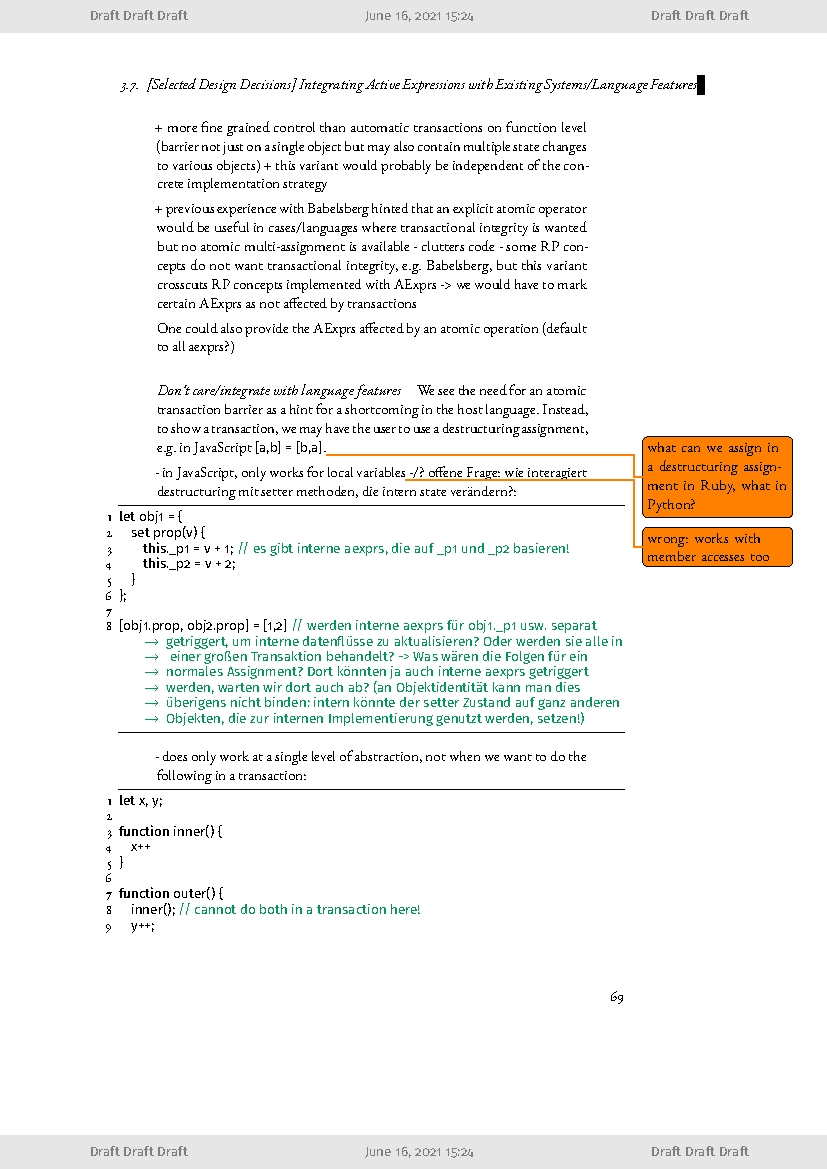 Draft Draft Draft June 16, 2021 15:24 Draft Draft Draft
3.7. [Selected Design Decisions] Integrating Active Expressions with Existing Systems/Language Features
+ more fine grained control than automatic transactions on function level
(barrier not just on a single object but may also contain multiple state changes
to various objects) + this variant would probably be independent of the con-
crete implementation strategy
+ previous experience with Babelsberg hinted that an explicit atomic operator
would be useful in cases/languages where transactional integrity is wanted
but no atomic multi-assignment is available - clutters code - some RP con-
cepts do not want transactional integrity, e.g. Babelsberg, but this variant
crosscuts RP concepts implemented with AExprs -> we would have to mark
certain AExprs as not affected by transactions
One could also provide the AExprs affected by an atomic operation (default
to all aexprs?)
Don't care/integrate with language features We see the need for an atomic
transaction barrier as a hint for a shortcoming in the host language. Instead,
to show a transaction, we may have the user to use a destructuring assignment,
e.g. in JavaScript [a,b] = [b,a].
- in JavaScript, only works for local variables -/? offene Frage: wie interagiert
destructuring mit setter methoden, die intern state verändern?:
what can we assign in
a destructuring assign-
ment in Ruby, what in
Python?
wrong: works with
member accesses too
1 let obj1 = {
2 set prop(v) {
3 this._p1 = v + 1; // es gibt interne aexprs, die auf _p1 und _p2 basieren!
4 this._p2 = v + 2;
5 }
6 };
7
8 [obj1.prop, obj2.prop] = [1,2] // werden interne aexprs für obj1._p1 usw. separat
→ getriggert, um interne datenflüsse zu aktualisieren? Oder werden sie alle in
→ einer großen Transaktion behandelt? -> Was wären die Folgen für ein
→ normales Assignment? Dort könnten ja auch interne aexprs getriggert
→ werden, warten wir dort auch ab? (an Objektidentität kann man dies
→ überigens nicht binden: intern könnte der setter Zustand auf ganz anderen
→ Objekten, die zur internen Implementierung genutzt werden, setzen!)
- does only work at a single level of abstraction, not when we want to do the
following in a transaction:
1 let x, y;
2
3 function inner() {
4 x++
5 }
6
7 function outer() {
8 inner(); // cannot do both in a transaction here!
9 y++;
69
Draft Draft Draft June 16, 2021 15:24 Draft Draft Draft